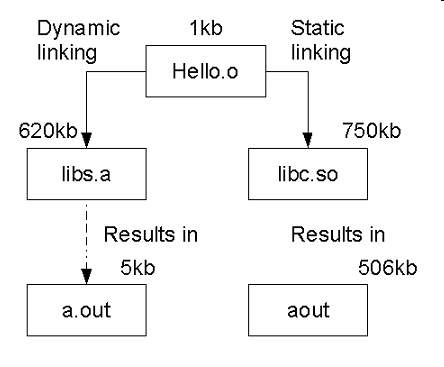 Dynamic linking
1kb
Static linking
Hello.o
620kb
750kb
libs.a
libc.so
Results in
Results in
5kb
506kb
a.out
aout